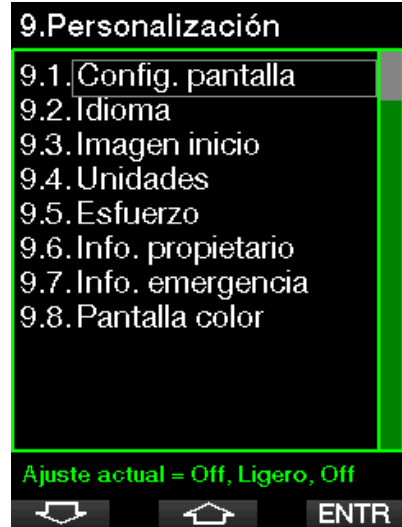 9.Personalización
9.1. Config. pantalla
9.2. Idioma
9.3. Imagen inicio
9.4. Unidades
9.5. Esfuerzo
9.6. Info. propietario
9.7. Info. emergencia
9.8. Pantalla color
Ajuste actual = Off, Ligero, Off
ENTR